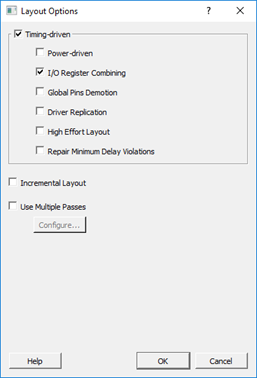 Layout Options
?
Timing-driven
Power-driven
I/O Register Combining
Global Pins Demotion
Driver Replication
High Effort Layout
Repair Minimum Delay Violations
Incremental Layout
Use Multiple Passes
Configure...
Help OK Cancel